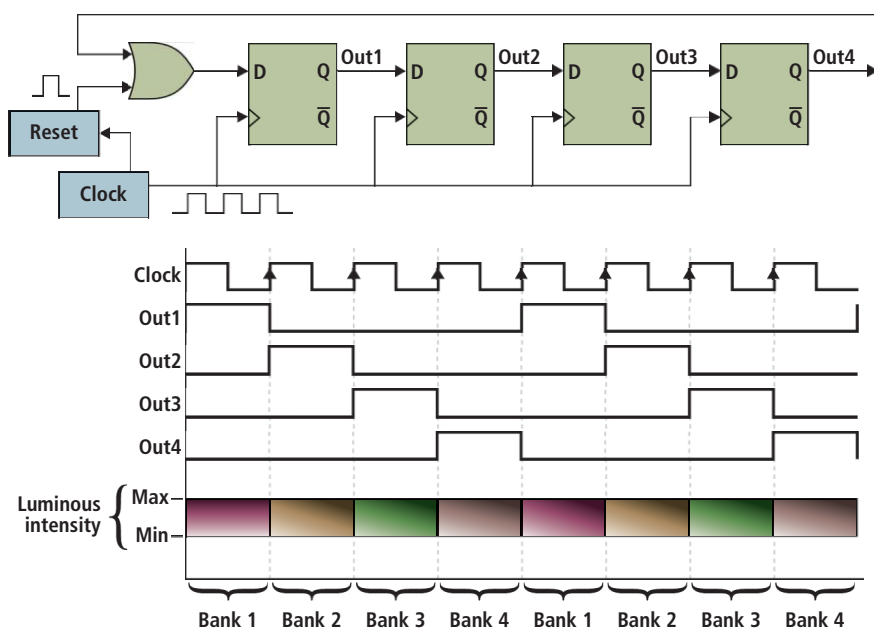 Out1 Out2 Out3 Out4
D Q D Q D Q D Q
Q̅ Q̅ Q̅ Q̅
Reset
Clock
Clock
Out1
Out2
Out3
Out4
Max
Luminous
intensity
Min
Bank 1 Bank 2 Bank 3 Bank 4 Bank 1 Bank 2 Bank 3 Bank 4